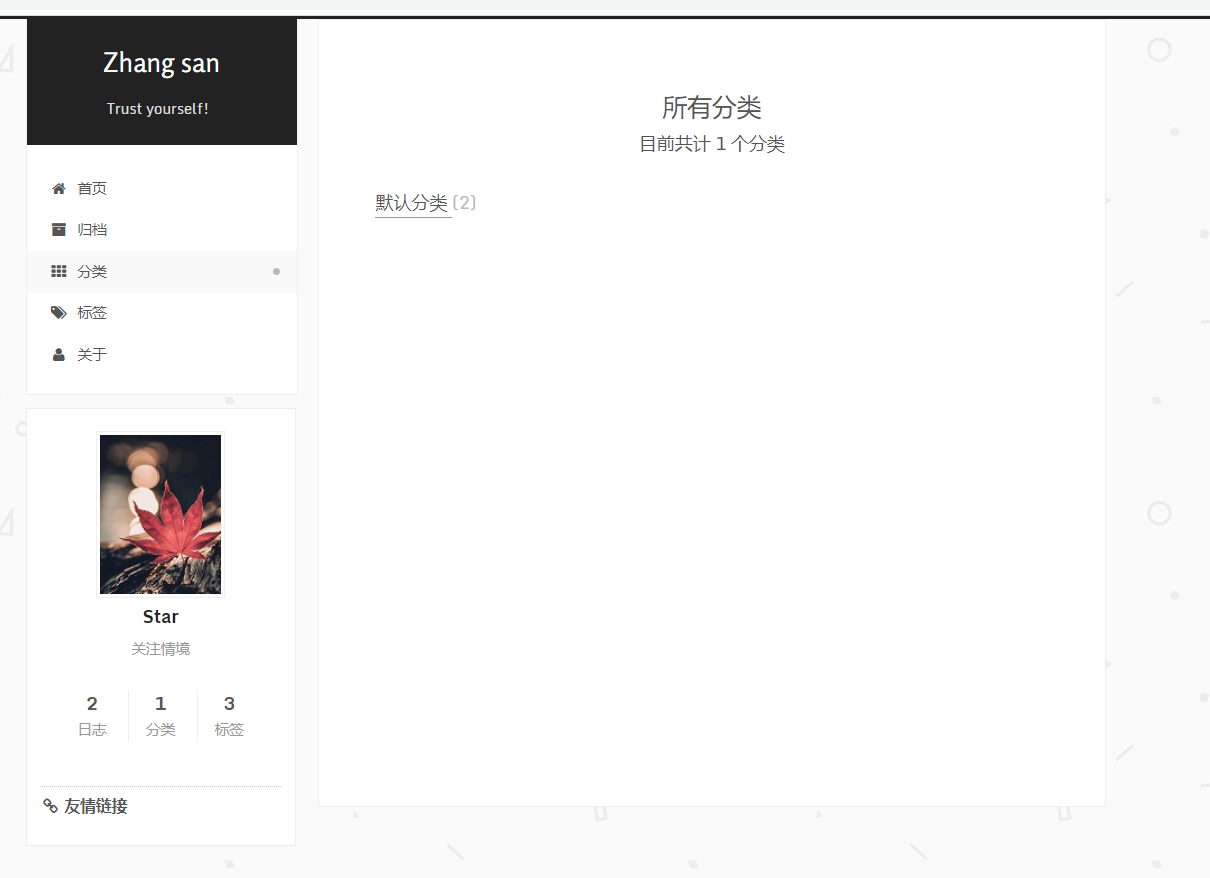 Zhang san
Trust yourself!
首页
归档
分类
标签
关于
Star
关注情境
2 1 3
日志 分类 标签
友情链接
所有分类
目前共计 1 个分类
默认分类 (2)